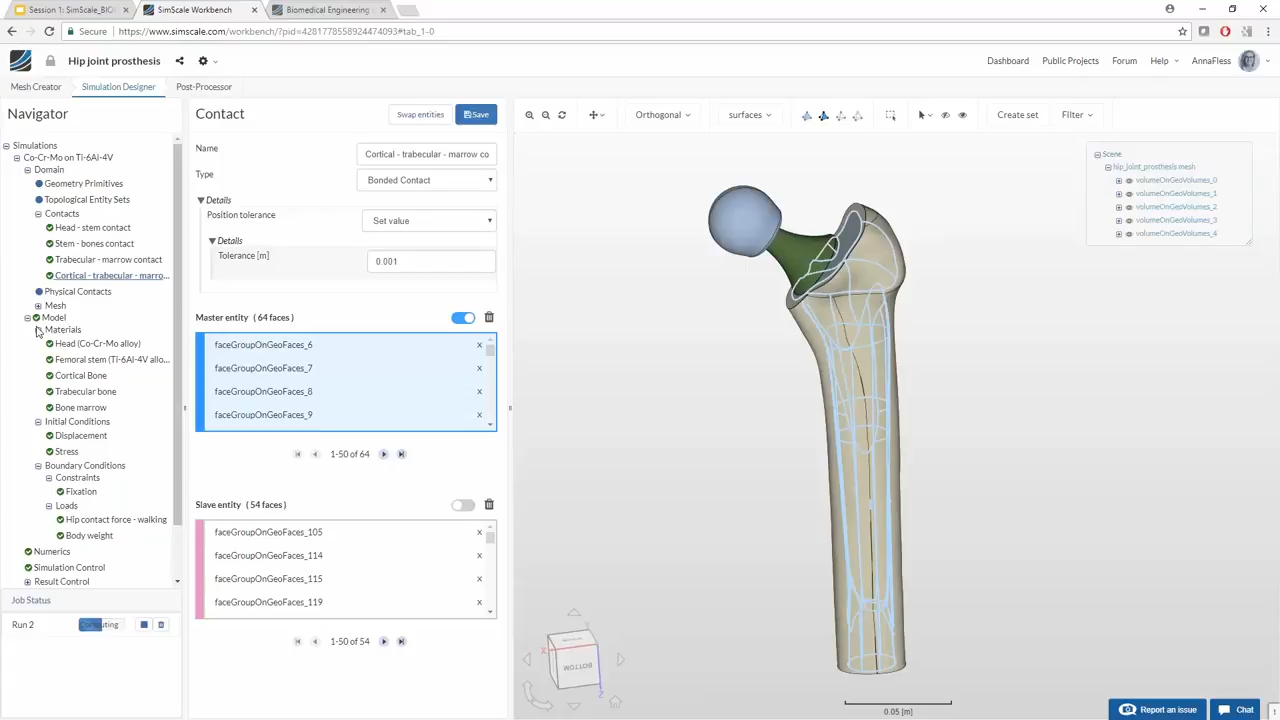 Session 1: SimScale_BIO
SimScale Workbench
Biomedical Engineering
Secure
https://www.simscale.com/workbench/?pid=4281778558924474093#tab_1-0
Hip joint prosthesis
Dashboard
Public Projects
Forum
Help
AnnaFless
Mesh Creator
Simulation Designer
Post-Processor
Navigator
Simulations
Co-Cr-Mo on Ti-6Al-4V
Domain
Geometry Primitives
Topological Entity Sets
Contacts
Head - stem contact
Stem - bones contact
Trabecular - marrow contact
Cortical - trabecular - marro...
Physical Contacts
Mesh
Model
Materials
Head (Co-Cr-Mo alloy)
Femoral stem (Ti-6Al-4V allo...
Cortical Bone
Trabecular bone
Bone marrow
Initial Conditions
Displacement
Stress
Boundary Conditions
Constraints
Fixation
Loads
Hip contact force - walking
Body weight
Numerics
Simulation Control
Result Control
Job Status
Run 2
Computing
Contact
Swap entities
Save
Name
Cortical - trabecular - marrow co
Type
Bonded Contact
Details
Position tolerance
Set value
Details
Tolerance [m]
0.001
Master entity (64 faces)
faceGroupOnGeoFaces_6
x
faceGroupOnGeoFaces_7
x
faceGroupOnGeoFaces_8
x
faceGroupOnGeoFaces_9
x
1-50 of 64
Slave entity (54 faces)
faceGroupOnGeoFaces_105
x
faceGroupOnGeoFaces_114
x
faceGroupOnGeoFaces_115
x
faceGroupOnGeoFaces_119
x
1-50 of 54
Orthogonal
surfaces
Create set
Filter
Scene
hip_joint_prosthesis mesh
volumeOnGeoVolumes_0
volumeOnGeoVolumes_1
volumeOnGeoVolumes_2
volumeOnGeoVolumes_3
volumeOnGeoVolumes_4
X
Z
BOTTOM
0.05 [m]
Report an issue
Chat